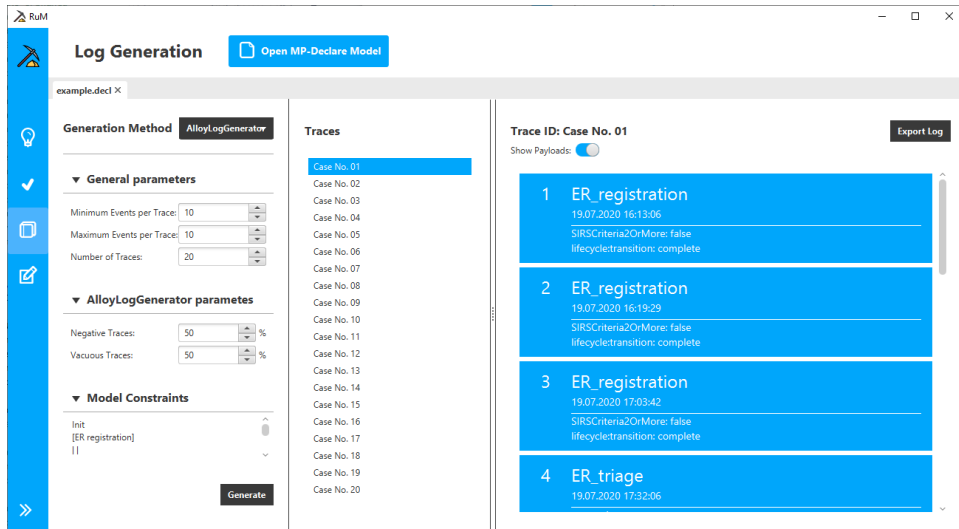 RuM
Log Generation
Open MP-Declare Model
example.decl ×
Generation Method AlloyLogGenerator
General parameters
Minimum Events per Trace: 10
Maximum Events per Trace: 10
Number of Traces: 20
AlloyLogGenerator parametes
Negative Traces: 50 %
Vacuous Traces: 50 %
Model Constraints
Init
[ER registration]
| |
Generate
Traces
Case No. 01
Case No. 02
Case No. 03
Case No. 04
Case No. 05
Case No. 06
Case No. 07
Case No. 08
Case No. 09
Case No. 10
Case No. 11
Case No. 12
Case No. 13
Case No. 14
Case No. 15
Case No. 16
Case No. 17
Case No. 18
Case No. 19
Case No. 20
Trace ID: Case No. 01
Export Log
Show Payloads:
1 ER_registration
19.07.2020 16:13:06
SIRSCriteria2OrMore: false
lifecycle:transition: complete
2 ER_registration
19.07.2020 16:19:29
SIRSCriteria2OrMore: false
lifecycle:transition: complete
3 ER_registration
19.07.2020 17:03:42
SIRSCriteria2OrMore: false
lifecycle:transition: complete
4 ER_triage
19.07.2020 17:32:06